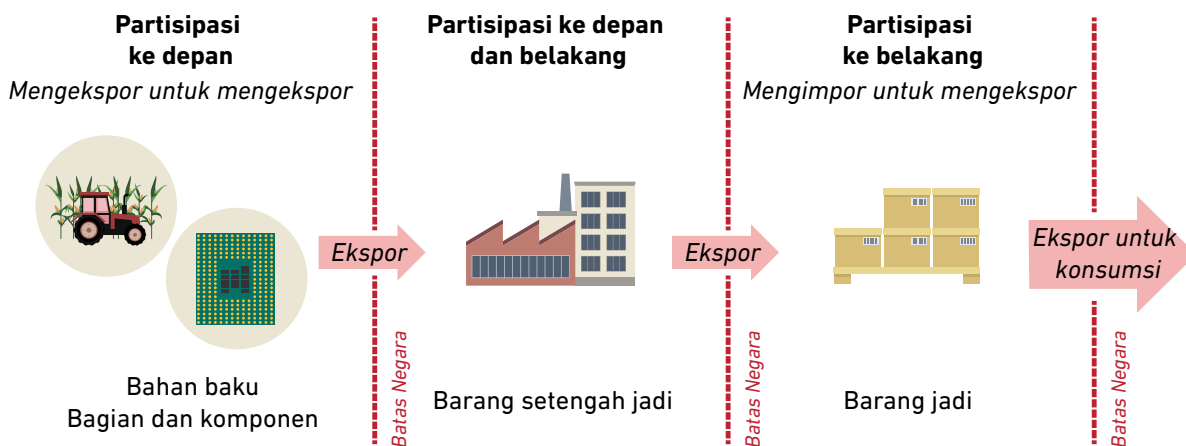 Partisipasi
ke depan
Mengekspor untuk mengekspor
Bahan baku
Bagian dan komponen
Ekspor
Batas Negara
Partisipasi ke depan
dan belakang
Barang setengah jadi
Ekspor
Batas Negara
Partisipasi
ke belakang
Mengimpor untuk mengekspor
Barang jadi
Ekspor untuk
konsumsi
Batas Negara